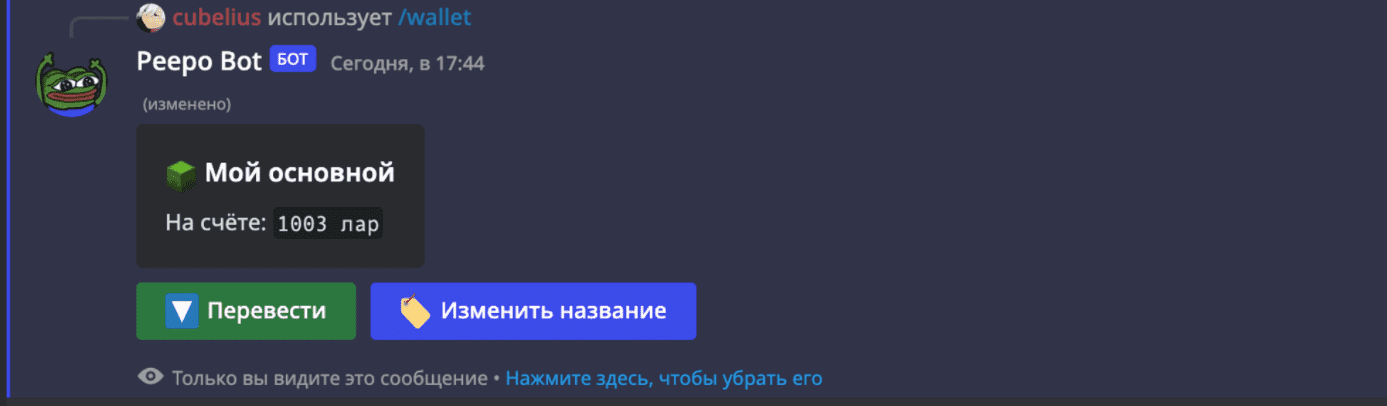 cubelius использует /wallet
Peepo Bot БОТ Сегодня, в 17:44
(изменено)
Мой основной
На счёте: 1003 лар
Перевести Изменить название
Только вы видите это сообщение • Нажмите здесь, чтобы убрать его